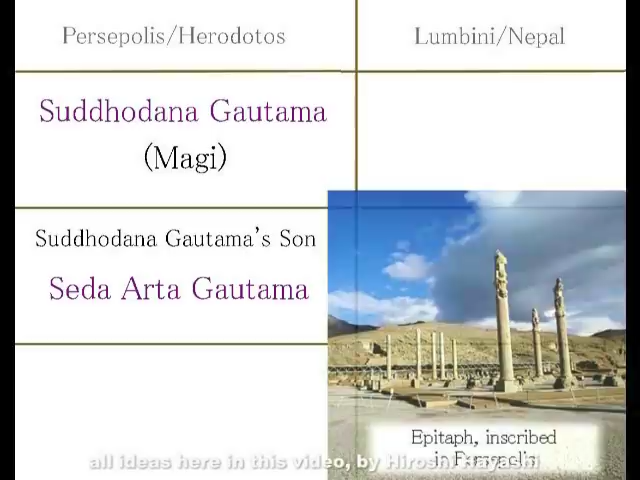 Persepolis/Herodotos
Lumbini/Nepal
Suddhodana Gautama
(Magi)
Suddhodana Gautama's Son
Seda Arta Gautama
Epitaph, inscribed
in Persepolis
all ideas here in this video, by Hiroshi Hayashi